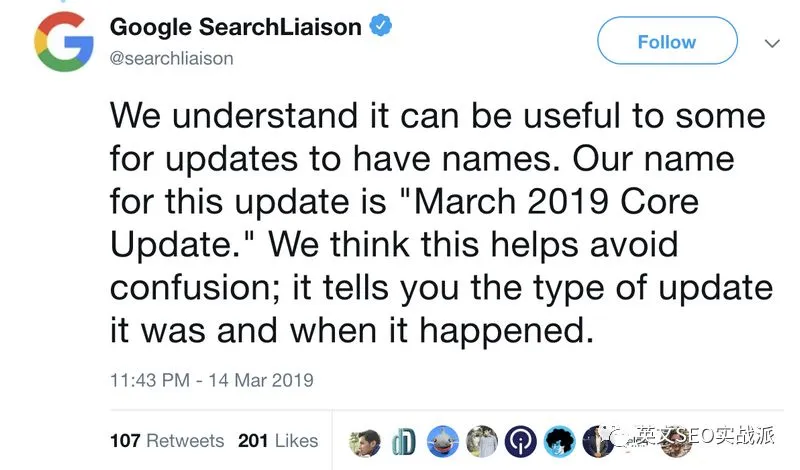 Google SearchLiaison
@searchliaison
Follow
We understand it can be useful to some
for updates to have names. Our name
for this update is "March 2019 Core
Update." We think this helps avoid
confusion; it tells you the type of update
it was and when it happened.
11:43 PM - 14 Mar 2019
107 Retweets 201 Likes
英文SEO实战派